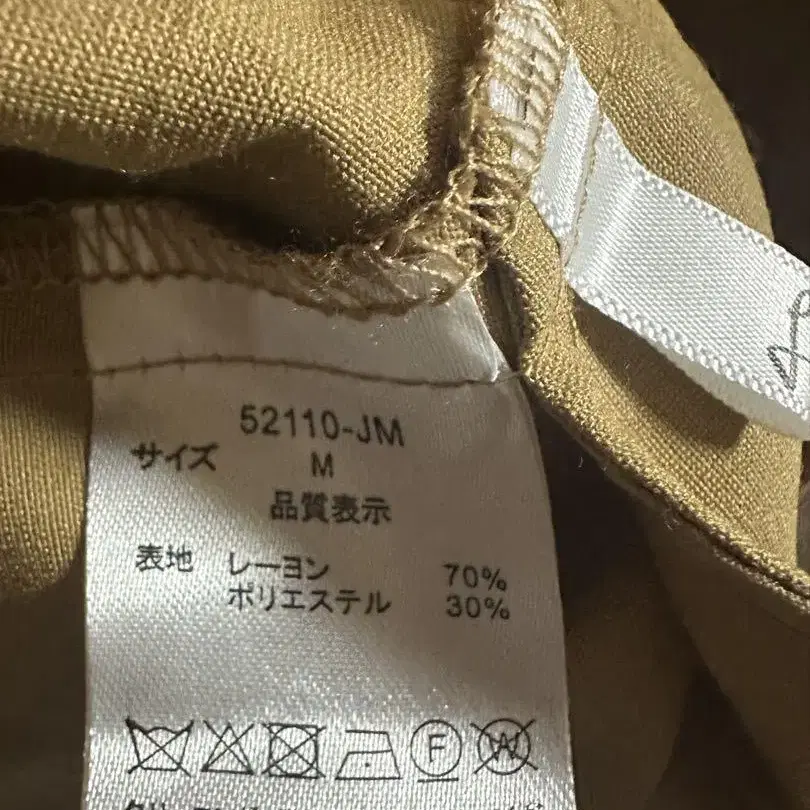 52110-JM
サイズ M
品質表示
表地 レーヨン 70%
ポリエステル 30%
F W